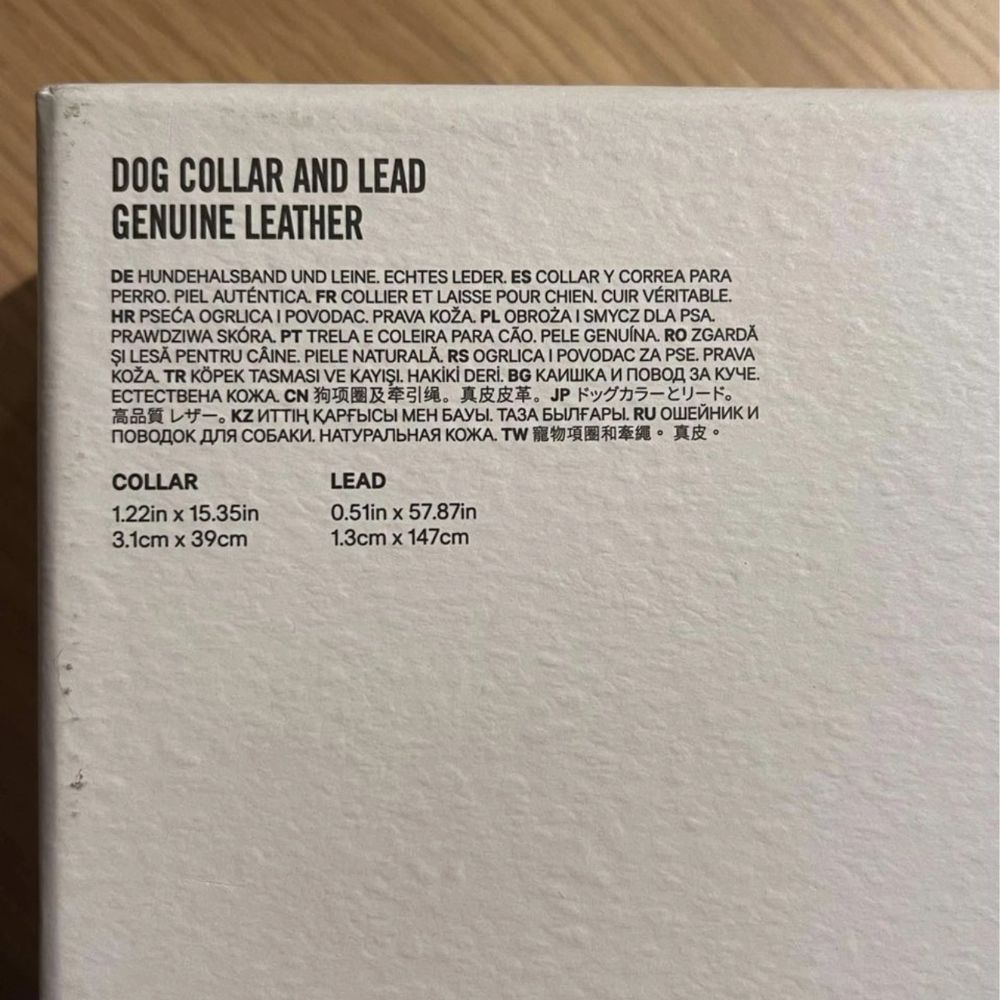 DOG COLLAR AND LEAD
GENUINE LEATHER
DE HUNDEHALSBAND UND LEINE. ECHTES LEDER. ES COLLAR Y CORREA PARA
PERRO. PIEL AUTÉNTICA. FR COLLIER ET LAISSE POUR CHIEN. CUIR VÉRITABLE.
HR PSEĆA OGRLICA I POVODAC. PRAVA KOŽA. PL OBROŻA I SMYCZ DLA PSA.
PRAWDZIWA SKÓRA. PT TRELA E COLEIRA PARA CÃO. PELE GENUÍNA. RO ZGARDĂ
ȘI LESĂ PENTRU CÂINE. PIELE NATURALĂ. RS OGRLICA I POVODAC ZA PSE. PRAVA
KOŽA. TR KÖPEK TASMASI VE KAYIŞI. HAKİKİ DERİ. BG КАИШКА И ПОВОД ЗА КУЧЕ.
ЕСТЕСТВЕНА КОЖА. CN 狗项圈及牵引绳。真皮皮革。JP ドッグカラーとリード。
高品質 レザー。KZ ИТТІҢ ҚАРҒЫСЫ МЕН БАУЫ. ТАЗА БЫЛҒАРЫ. RU ОШЕЙНИК И
ПОВОДОК ДЛЯ СОБАКИ. НАТУРАЛЬНАЯ КОЖА. TW 寵物項圈和牽繩。真皮。
COLLAR LEAD
1.22in x 15.35in 0.51in x 57.87in
3.1cm x 39cm 1.3cm x 147cm